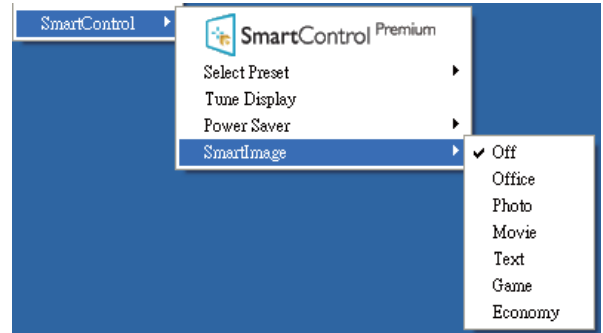 SmartControl
SmartControl Premium
Select Preset
Tune Display
Power Saver
SmartImage
Off
Office
Photo
Movie
Text
Game
Economy